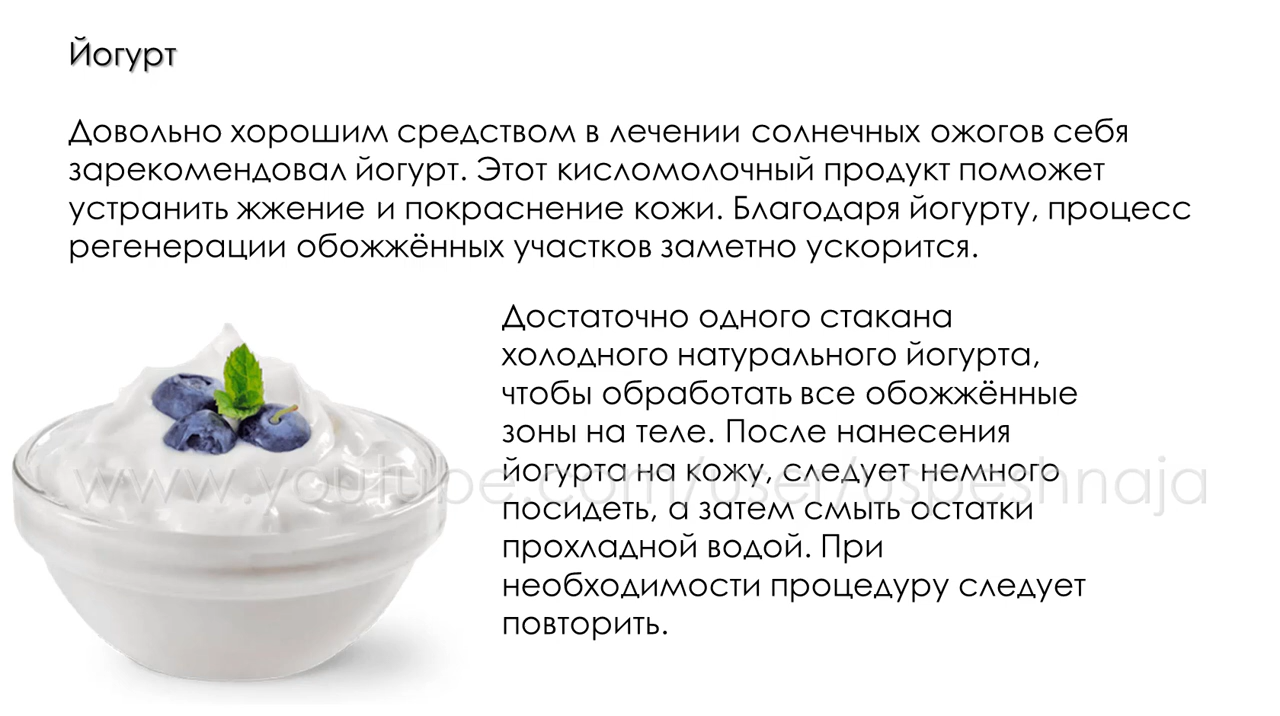 Йогурт
Довольно хорошим средством в лечении солнечных ожогов себя
зарекомендовал йогурт. Этот кисломолочный продукт поможет
устранить жжение и покраснение кожи. Благодаря йогурту, процесс
регенерации обожжённых участков заметно ускорится.
Достаточно одного стакана
холодного натурального йогурта,
чтобы обработать все обожжённые
зоны на теле. После нанесения
йогурта на кожу, следует немного
www.youtube.com/user/uspeshnaja
посидеть, а затем смыть остатки
прохладной водой. При
необходимости процедуру следует
повторить.